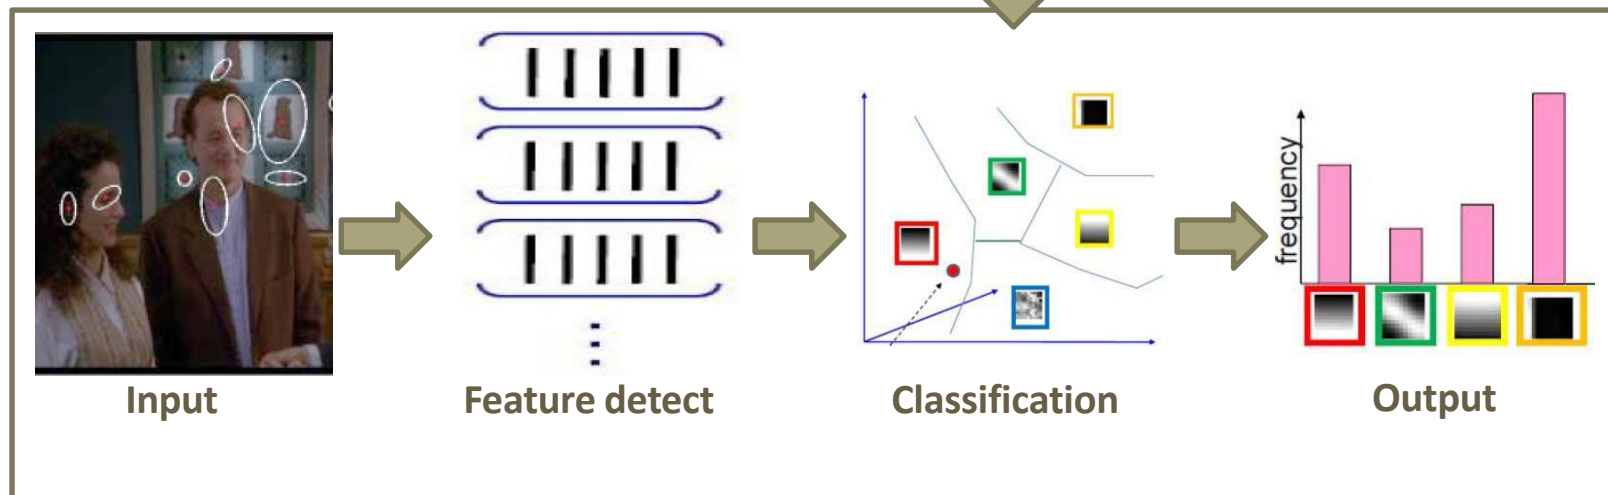 frequency
Input
Feature detect
Classification
Output